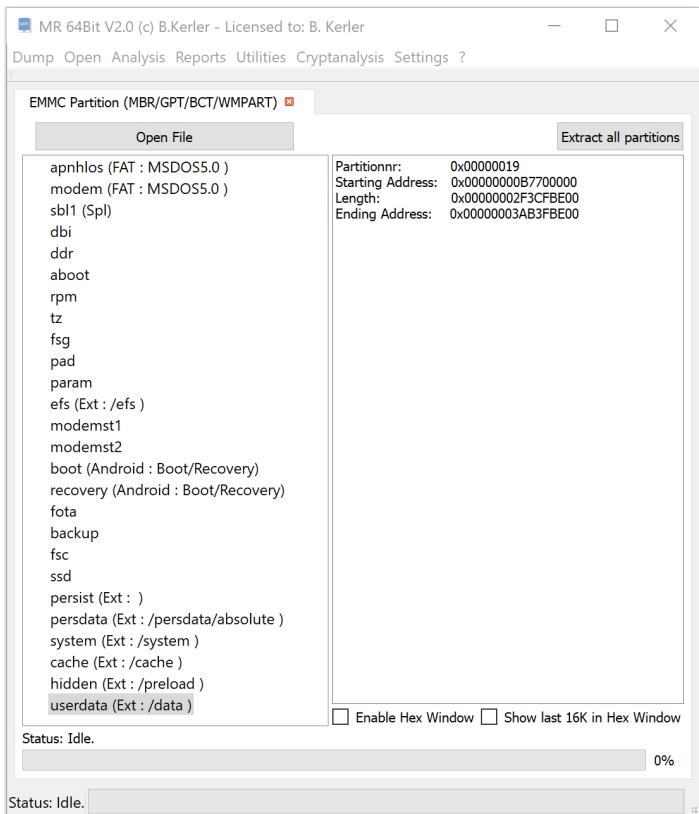 MR 64Bit V2.0 (c) B.Kerler - Licensed to: B. Kerler
Dump Open Analysis Reports Utilities Cryptanalysis Settings ?
EMMC Partition (MBR/GPT/BCT/WMPART)
Open File
Extract all partitions
apnhlos (FAT : MSDOS5.0 )
modem (FAT : MSDOS5.0 )
sbl1 (Spl)
dbi
ddr
aboot
rpm
tz
fsg
pad
param
efs (Ext : /efs )
modemst1
modemst2
boot (Android : Boot/Recovery)
recovery (Android : Boot/Recovery)
fota
backup
fsc
ssd
persist (Ext :  )
persdata (Ext : /persdata/absolute )
system (Ext : /system )
cache (Ext : /cache )
hidden (Ext : /preload )
userdata (Ext : /data )
Partitionnr: 0x00000019
Starting Address: 0x00000000B7700000
Length: 0x00000002F3CFBE00
Ending Address: 0x00000003AB3FBE00
Enable Hex Window Show last 16K in Hex Window
Status: Idle.
0%
Status: Idle.